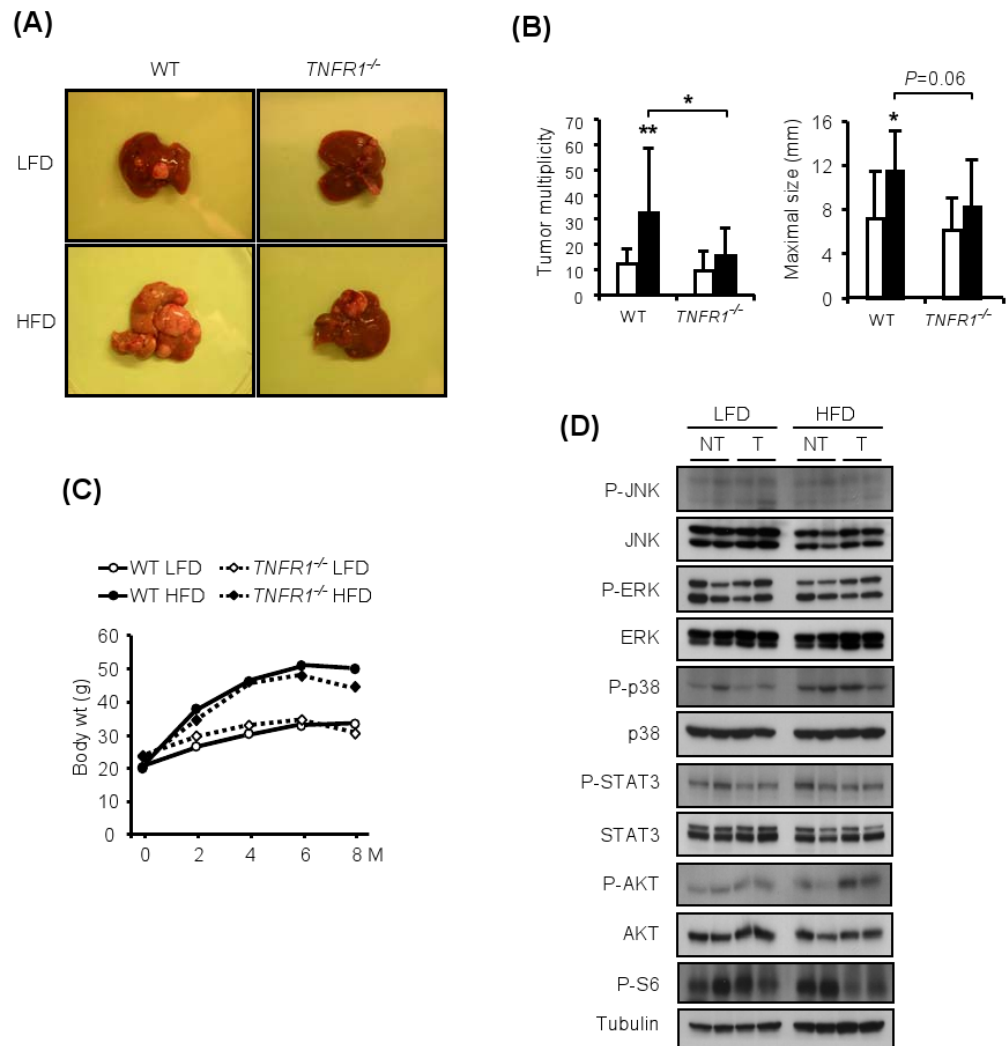 (A)
WT TNFR1-/-
LFD
HFD
(B)
P=0.06
*
**
*
Tumor multiplicity
70
60
50
40
30
20
10
0
WT TNFR1-/-
Maximal size (mm)
16
12
8
4
0
WT TNFR1-/-
(C)
WT LFD TNFR1-/- LFD
WT HFD TNFR1-/- HFD
Body wt (g)
60
50
40
30
20
10
0
0 2 4 6 8 M
(D)
LFD HFD
NT T NT T
P-JNK
JNK
P-ERK
ERK
P-p38
p38
P-STAT3
STAT3
P-AKT
AKT
P-S6
Tubulin